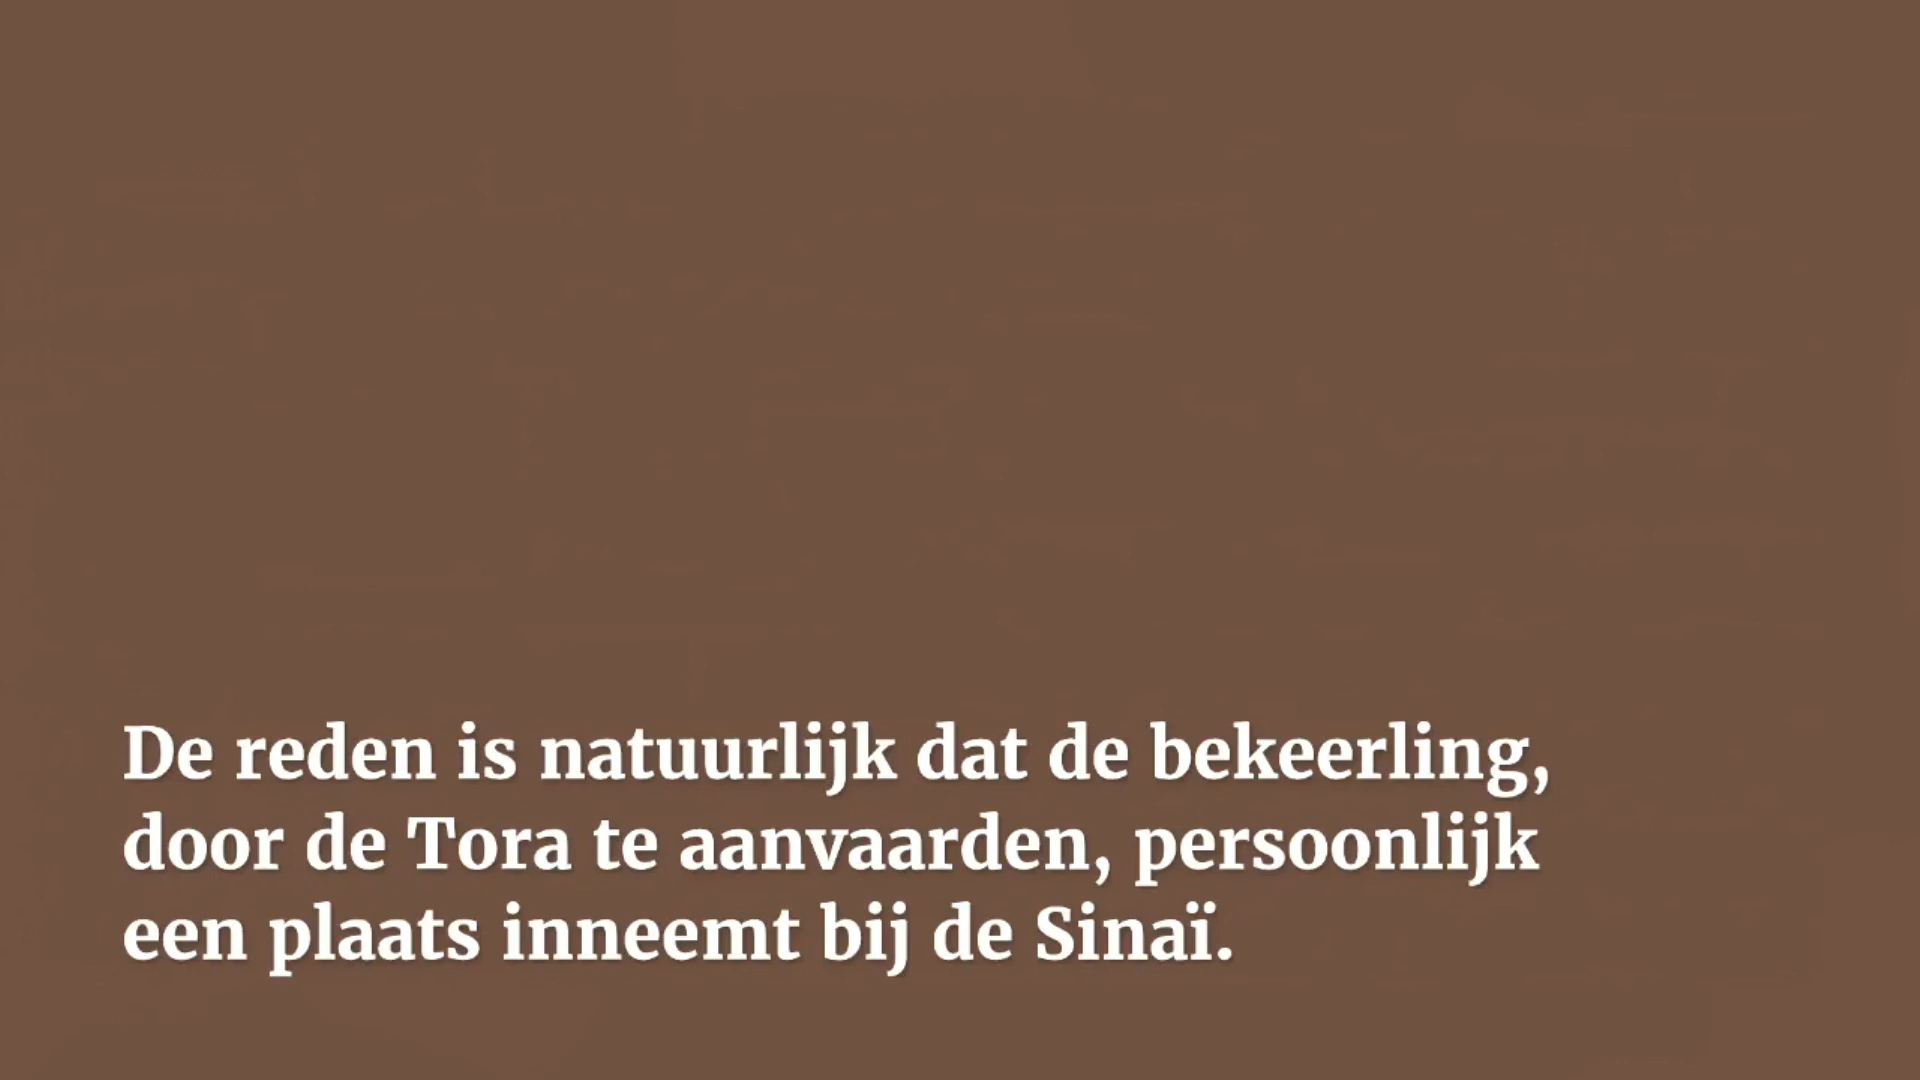 De reden is natuurlijk dat de bekeerling,
door de Tora te aanvaarden, persoonlijk
een plaats inneemt bij de Sinaï.